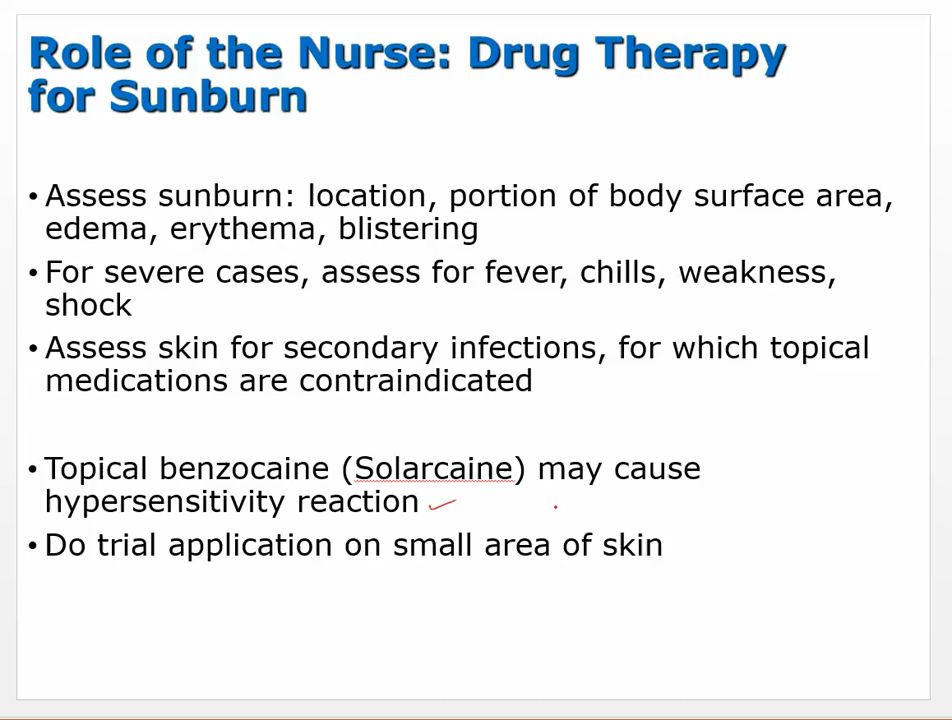 Role of the Nurse: Drug Therapy
for Sunburn
• Assess sunburn: location, portion of body surface area,
edema, erythema, blistering
• For severe cases, assess for fever, chills, weakness,
shock
• Assess skin for secondary infections, for which topical
medications are contraindicated
• Topical benzocaine (Solarcaine) may cause
hypersensitivity reaction
• Do trial application on small area of skin